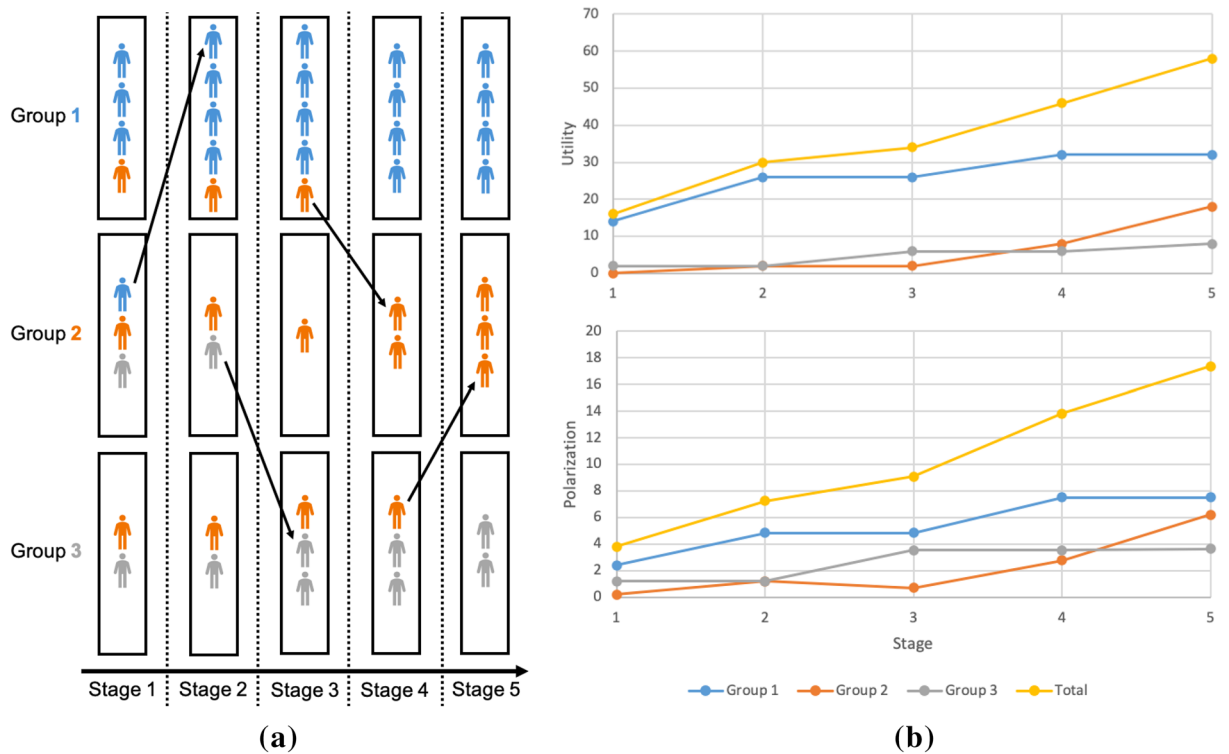 Group 1
Group 2
Group 3
Stage 1 Stage 2 Stage 3 Stage 4 Stage 5
(a)
70
60
50
40
30
20
10
0
Utility
1 2 3 4 5
20
18
16
14
12
10
8
6
4
2
0
Polarization
1 2 3 4 5
Stage
Group 1 Group 2 Group 3 Total
(b)